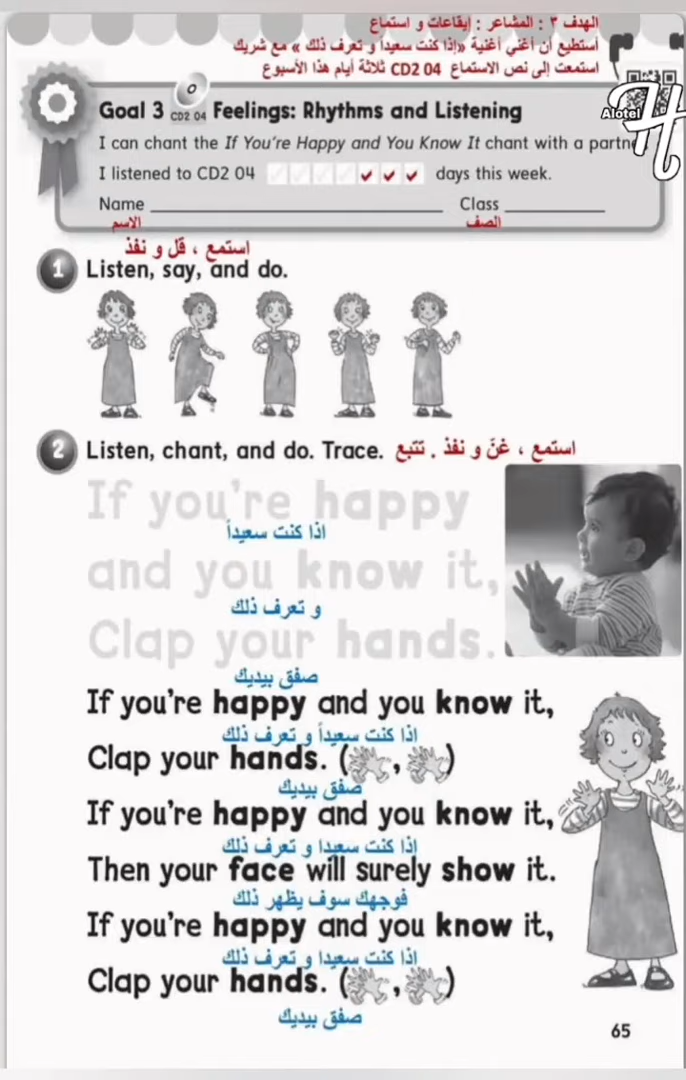 الهدف ٣ : المشاعر : أيقاعات و استماع
أستطيع أن أغني أغنية «إذا كنت سعيداً و تعرف ذلك » مع شريك
استمعت إلى نص الاستماع CD2 04 ثلاثة أيام هذا الأسبوع
Alotel H
Goal 3 CD2 04 Feelings: Rhythms and Listening
I can chant the If You're Happy and You Know It chant with a partn
I listened to CD2 04 days this week.
Name Class
الاسم الصف
استمع ، قل و نفذ
1 Listen, say, and do.
2 Listen, chant, and do. Trace. استمع ، غنّ و نفذ . تتبع
If you're happy
اذا كنت سعيداً
and you know it,
و تعرف ذلك
Clap your hands.
صفق بيديك
If you're happy and you know it,
اذا كنت سعيداً و تعرف ذلك
Clap your hands. ( , )
صفق بيديك
If you're happy and you know it,
إذا كنت سعيدا و تعرف ذلك
Then your face will surely show it.
فوجهك سوف يظهر ذلك
If you're happy and you know it,
اذا كنت سعيداً و تعرف ذلك
Clap your hands. ( , )
صفق بيديك
65